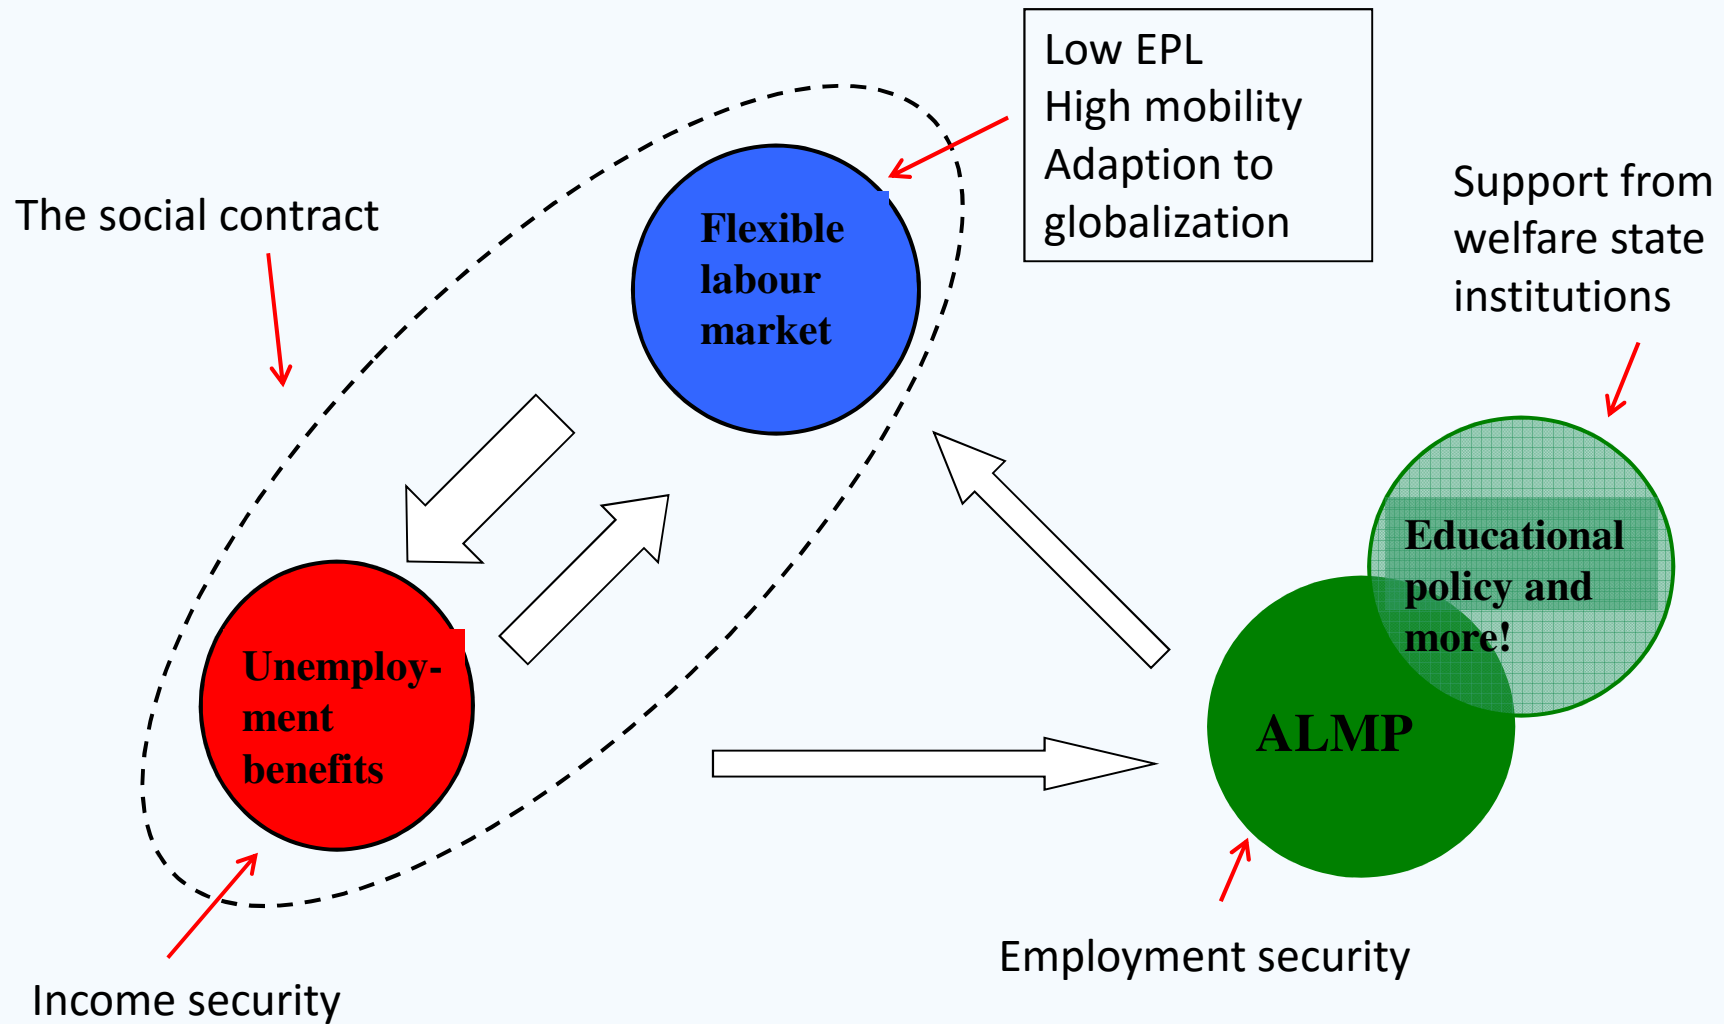 Low EPL
High mobility
Adaption to
globalization
Support from
welfare state
institutions
The social contract
Flexible
labour
market
Educational
policy and
more!
Unemploy-
ment
benefits
ALMP
Employment security
Income security